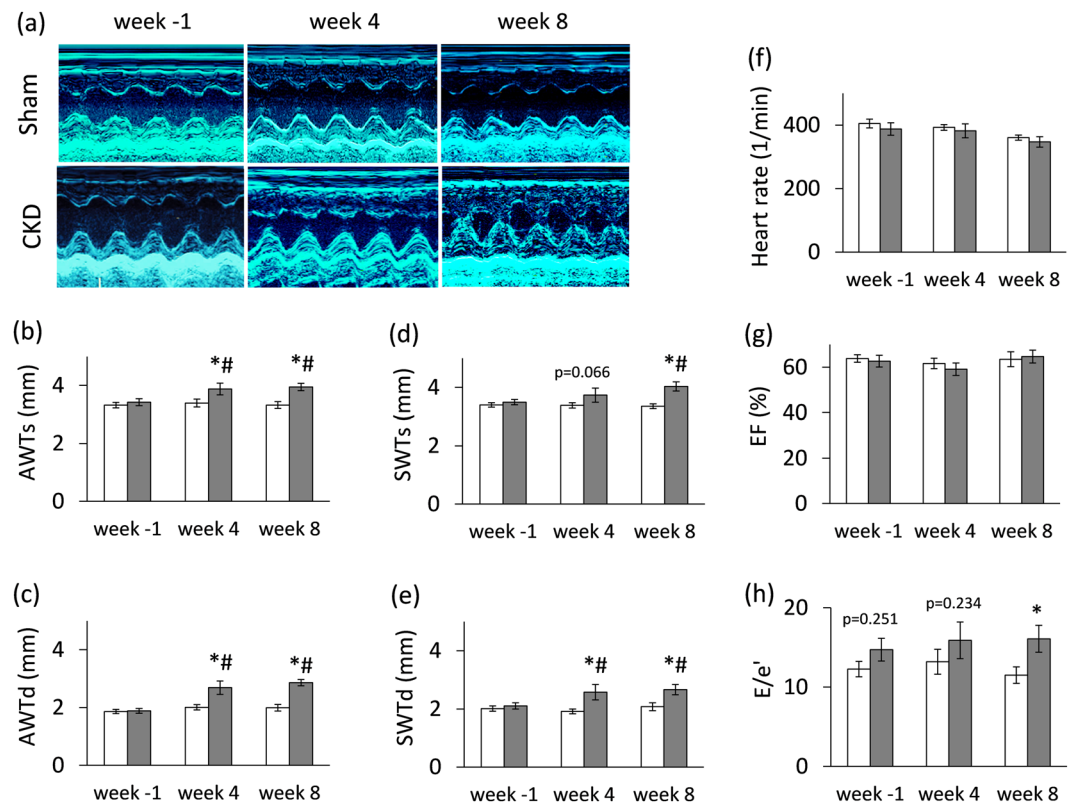 (a)
week -1 week 4 week 8
Sham
CKD
(f)
Heart rate (1/min)
400
200
0
week -1 week 4 week 8
(b)
AWTs (mm)
4
2
0
*# *#
week -1 week 4 week 8
(d)
SWTs (mm)
4
2
0
p=0.066 *#
week -1 week 4 week 8
(g)
EF (%)
60
40
20
0
week -1 week 4 week 8
(c)
AWTd (mm)
4
2
0
*# *#
week -1 week 4 week 8
(e)
SWTd (mm)
4
2
0
*# *#
week -1 week 4 week 8
(h)
E/e'
20
10
0
p=0.251 p=0.234 *
week -1 week 4 week 8